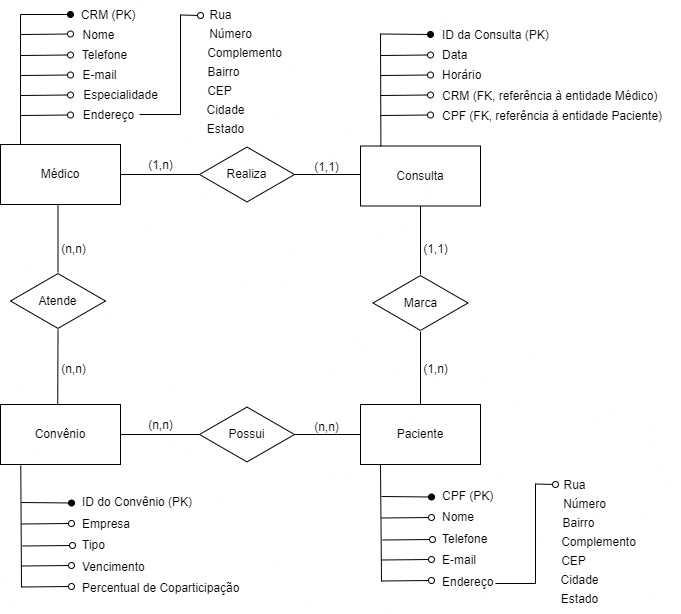 CRM (PK)
Nome
Telefone
E-mail
Especialidade
Endereço
Rua
Número
Complemento
Bairro
CEP
Cidade
Estado
ID da Consulta (PK)
Data
Horário
CRM (FK, referência à entidade Médico)
CPF (FK, referência à entidade Paciente)
Médico
(1,n)
Realiza
(1,1)
Consulta
(n,n)
(1,1)
Atende
Marca
(n,n)
(1,n)
Convênio
(n,n)
Possui
(n,n)
Paciente
ID do Convênio (PK)
Empresa
Tipo
Vencimento
Percentual de Coparticipação
CPF (PK)
Nome
Telefone
E-mail
Endereço
Rua
Número
Bairro
Complemento
CEP
Cidade
Estado